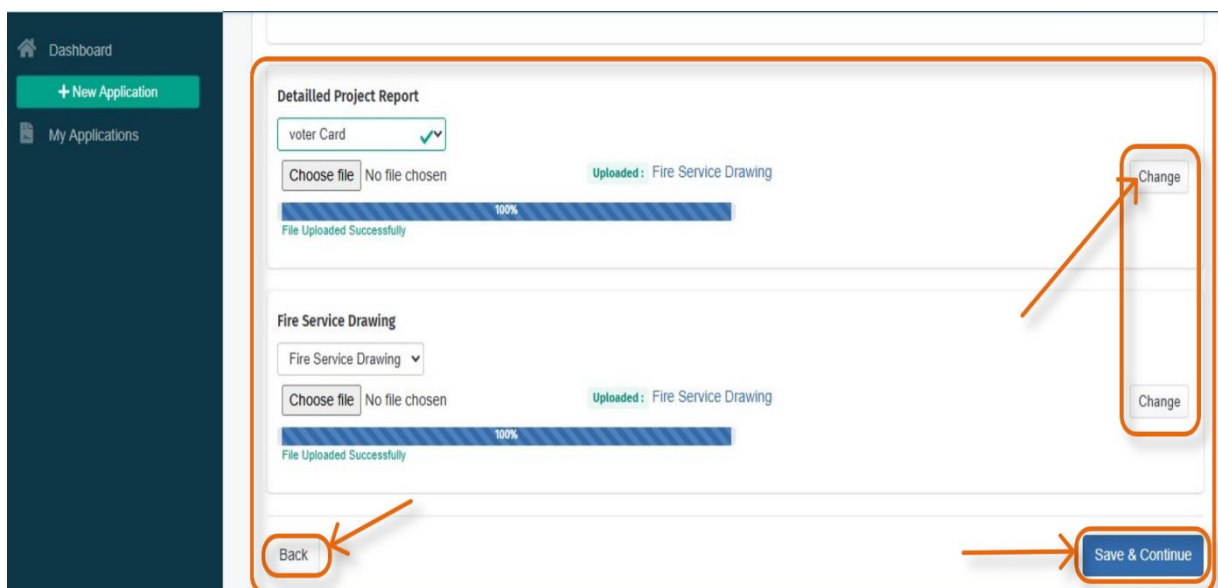 Dashboard
+ New Application
My Applications
Detailled Project Report
voter Card
Choose file No file chosen
Uploaded : Fire Service Drawing
Change
100%
File Uploaded Successfully
Fire Service Drawing
Fire Service Drawing
Choose file No file chosen
Uploaded : Fire Service Drawing
Change
100%
File Uploaded Successfully
Back
Save & Continue